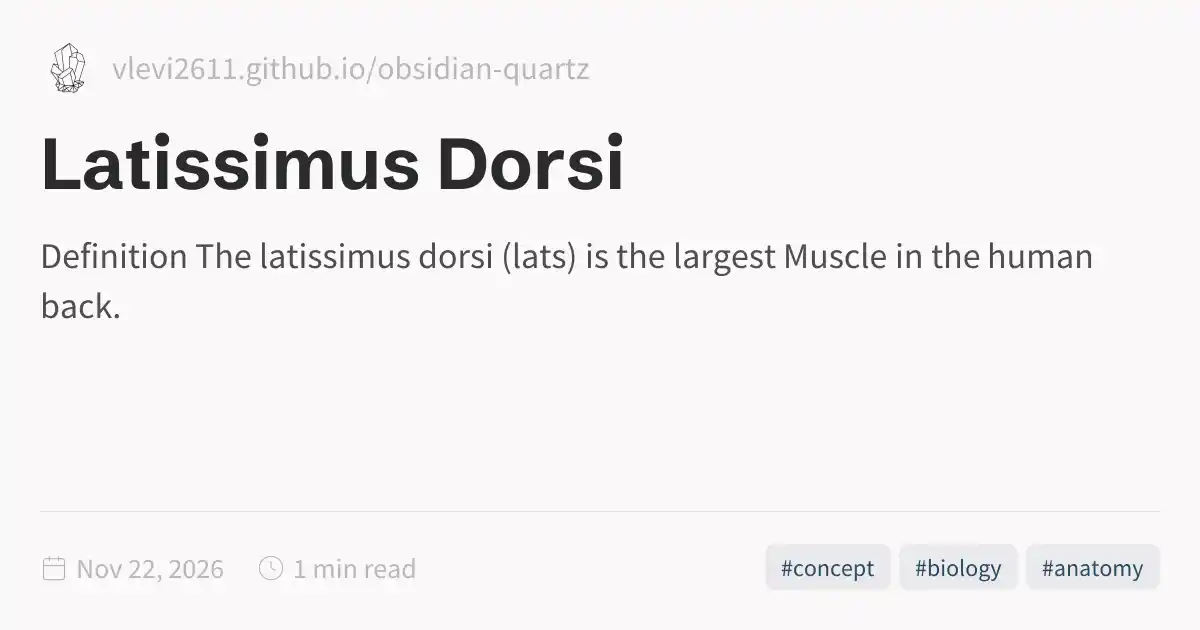 vlevi2611.github.io/obsidian-quartz
Latissimus Dorsi
Definition The latissimus dorsi (lats) is the largest Muscle in the human
back.
Nov 22, 2026 1 min read #concept #biology #anatomy